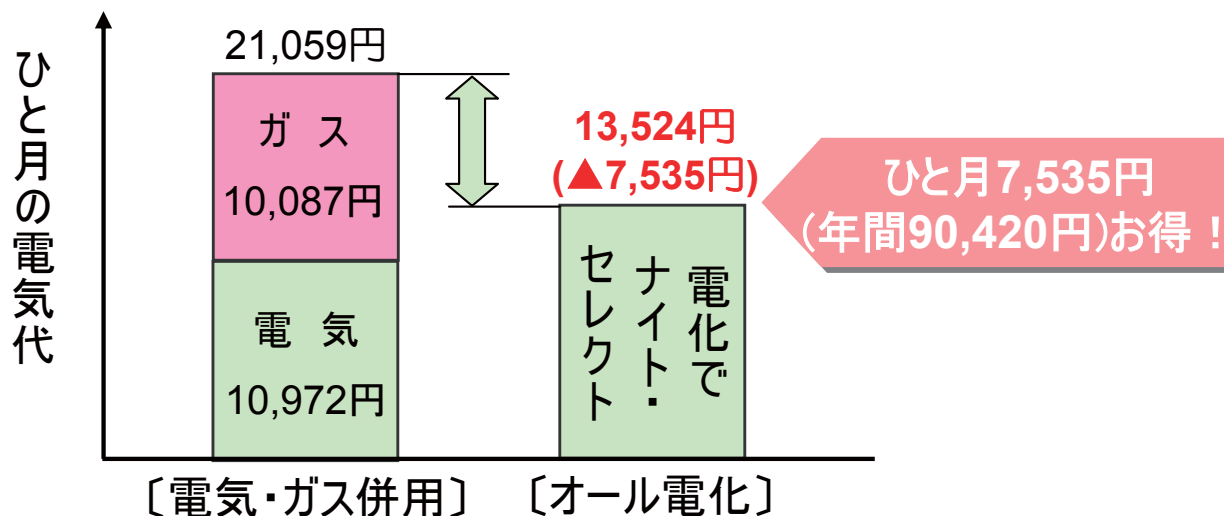 ひと月の電気代
21,059円
ガ ス
10,087円
電 気
10,972円
13,524円
(▲7,535円)
電化で
ナイト・
セレクト
ひと月7,535円
(年間90,420円)お得！
〔電気・ガス併用〕
〔オール電化〕